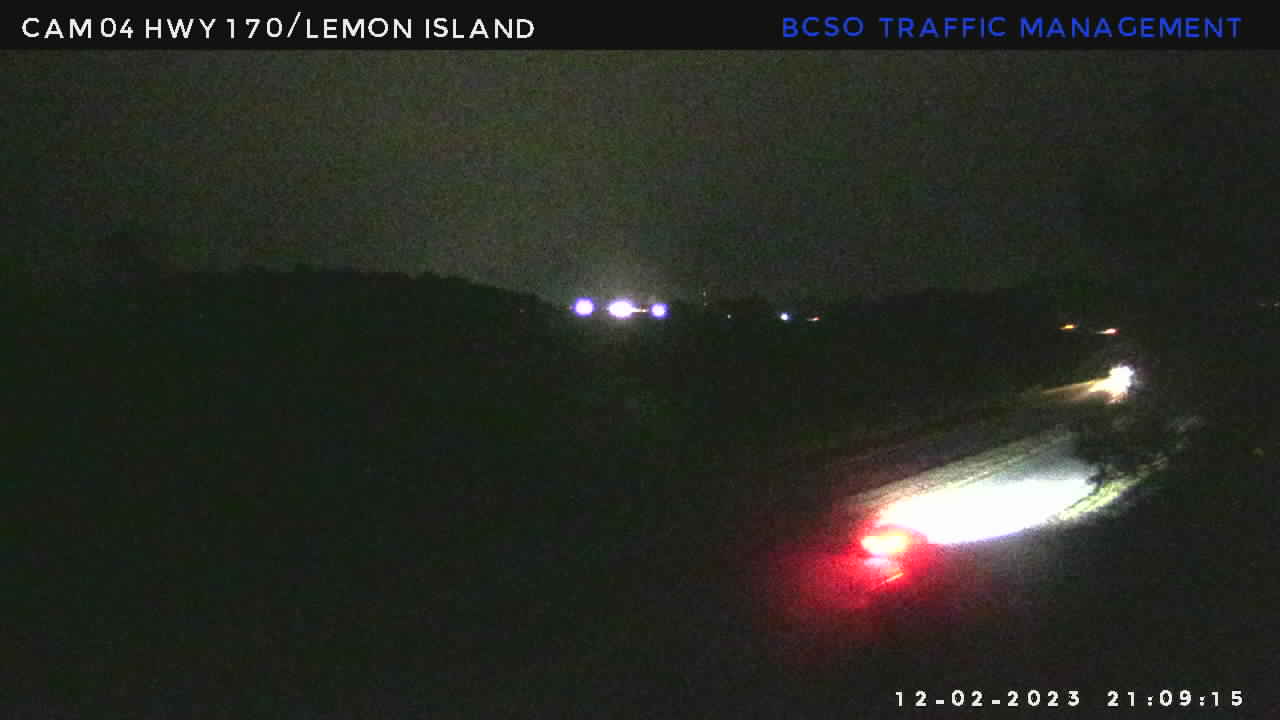 CAM04 HWY 170/LEMON ISLAND
BCSO TRAFFIC MANAGEMENT
12-02-2023 21:09:15